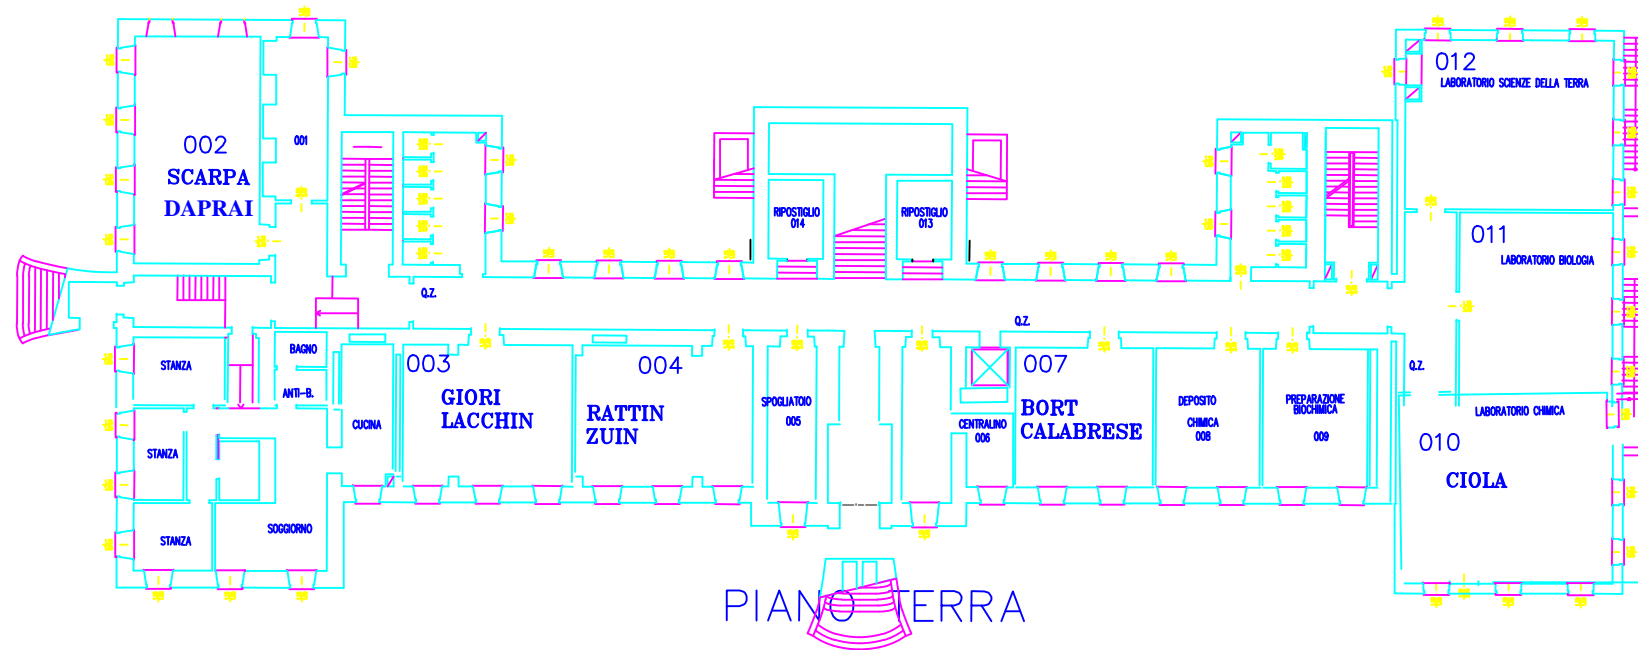 012
LABORATORIO SCIENZE DELLA TERRA
002
001
SCARPA
DAPRAI
RIPOSTIGLIO
014
RIPOSTIGLIO
013
011
LABORATORIO BIOLOGIA
Q.Z.
Q.Z.
BAGNO
STANZA
ANTI-B.
003
GIORI
LACCHIN
004
RATTIN
ZUIN
CUCINA
SPOGLIATOIO
005
CENTRALINO
006
007
BORT
CALABRESE
DEPOSITO
CHIMICA
008
PREPARAZIONE
BIOCHIMICA
009
Q.Z.
LABORATORIO CHIMICA
010
CIOLA
STANZA
STANZA
SOGGIORNO
PIANO TERRA